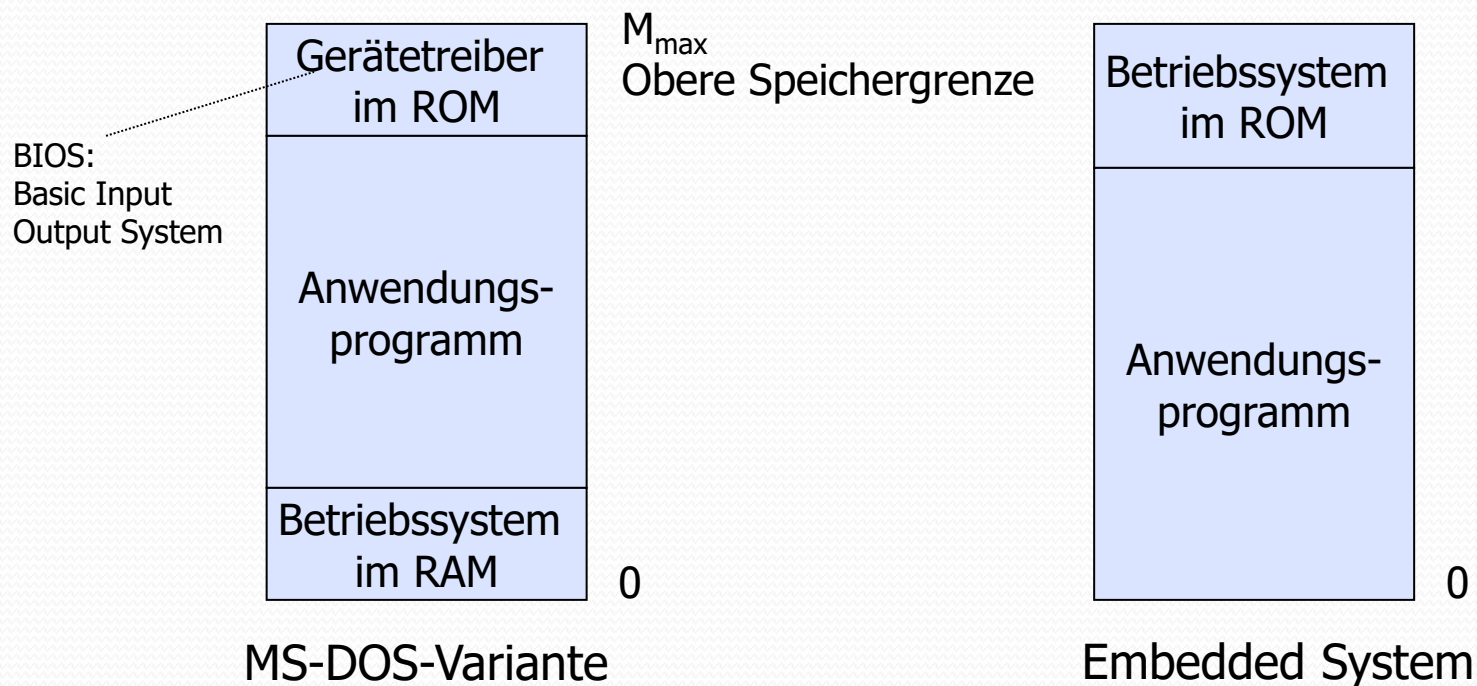 Gerätetreiber
im ROM
BIOS:
Basic Input
Output System
Anwendungs-
programm
Betriebssystem
im RAM
M_max
Obere Speichergrenze
0
MS-DOS-Variante
Betriebssystem
im ROM
Anwendungs-
programm
0
Embedded System